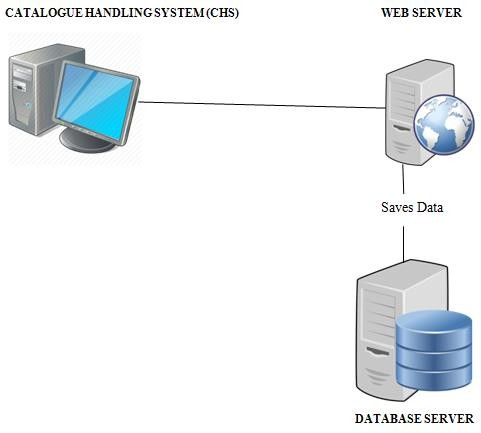 CATALOGUE HANDLING SYSTEM (CHS)
WEB SERVER
Saves Data
DATABASE SERVER